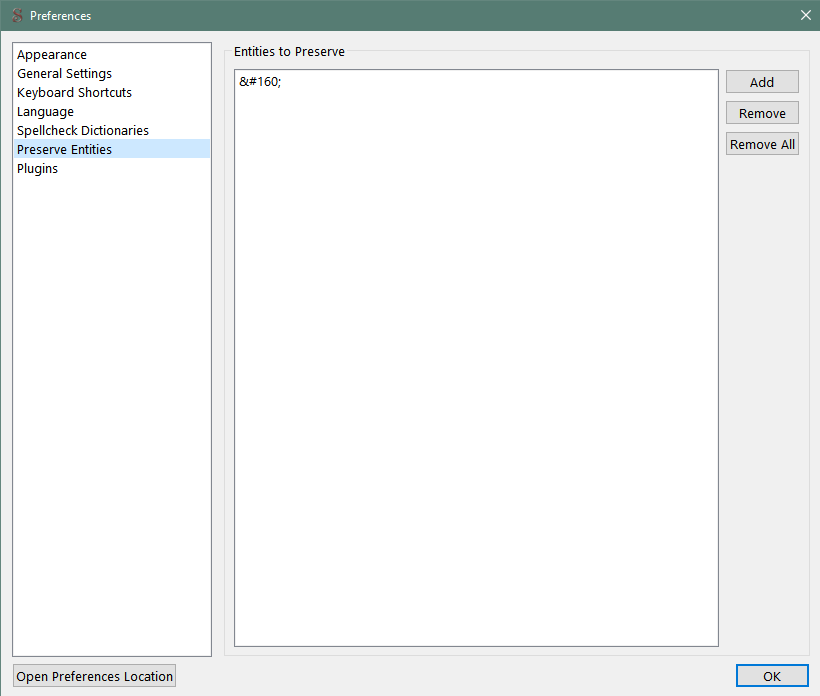 Preferences
Appearance
General Settings
Keyboard Shortcuts
Language
Spellcheck Dictionaries
Preserve Entities
Plugins
Entities to Preserve
&#160;
Add
Remove
Remove All
Open Preferences Location
OK